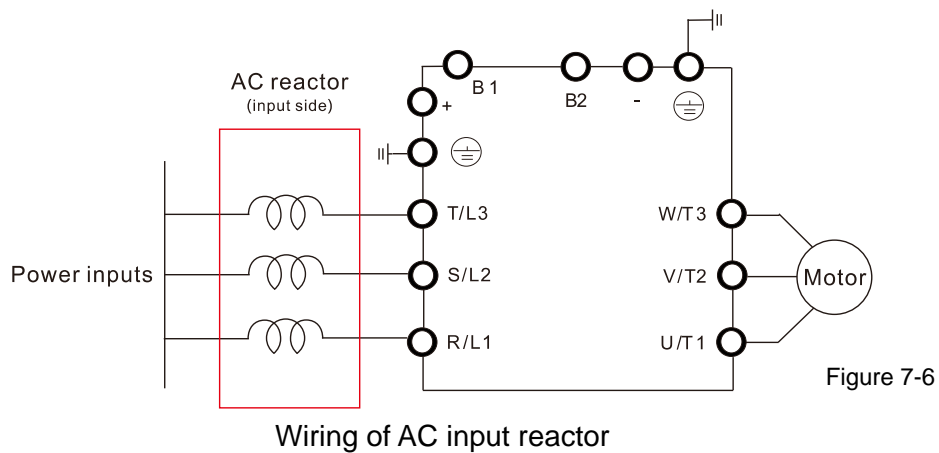 AC reactor
(input side)
B1
B2
-
+
T/L3
W/T3
Power inputs
S/L2
V/T2
Motor
R/L1
U/T1
Figure 7-6
Wiring of AC input reactor